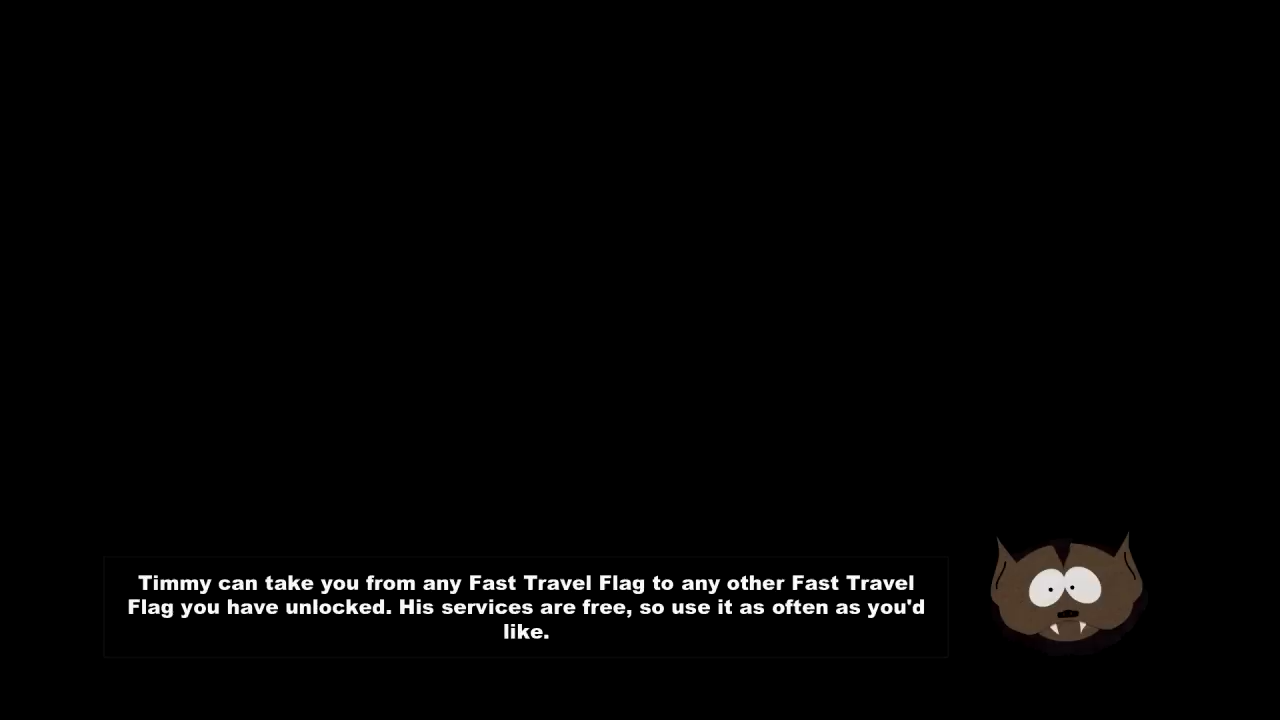 Timmy can take you from any Fast Travel Flag to any other Fast Travel
Flag you have unlocked. His services are free, so use it as often as you'd
like.